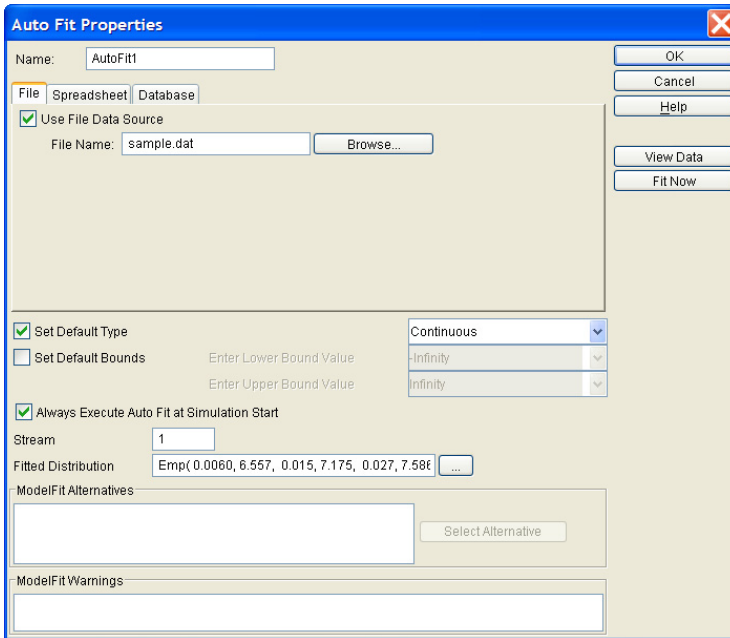 Auto Fit Properties
Name: AutoFit1
OK
Cancel
Help
View Data
Fit Now
File Spreadsheet Database
Use File Data Source
File Name: sample.dat Browse...
Set Default Type Continuous
Set Default Bounds Enter Lower Bound Value -Infinity
Enter Upper Bound Value Infinity
Always Execute Auto Fit at Simulation Start
Stream 1
Fitted Distribution Emp( 0.0060, 6.557, 0.015, 7.175, 0.027, 7.586 ...
ModelFit Alternatives
Select Alternative
ModelFit Warnings